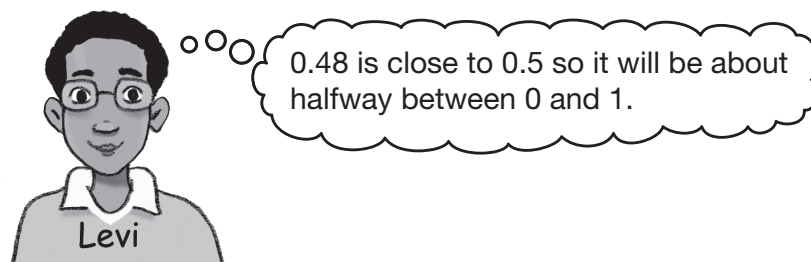 0.48 is close to 0.5 so it will be about
halfway between 0 and 1.
Levi